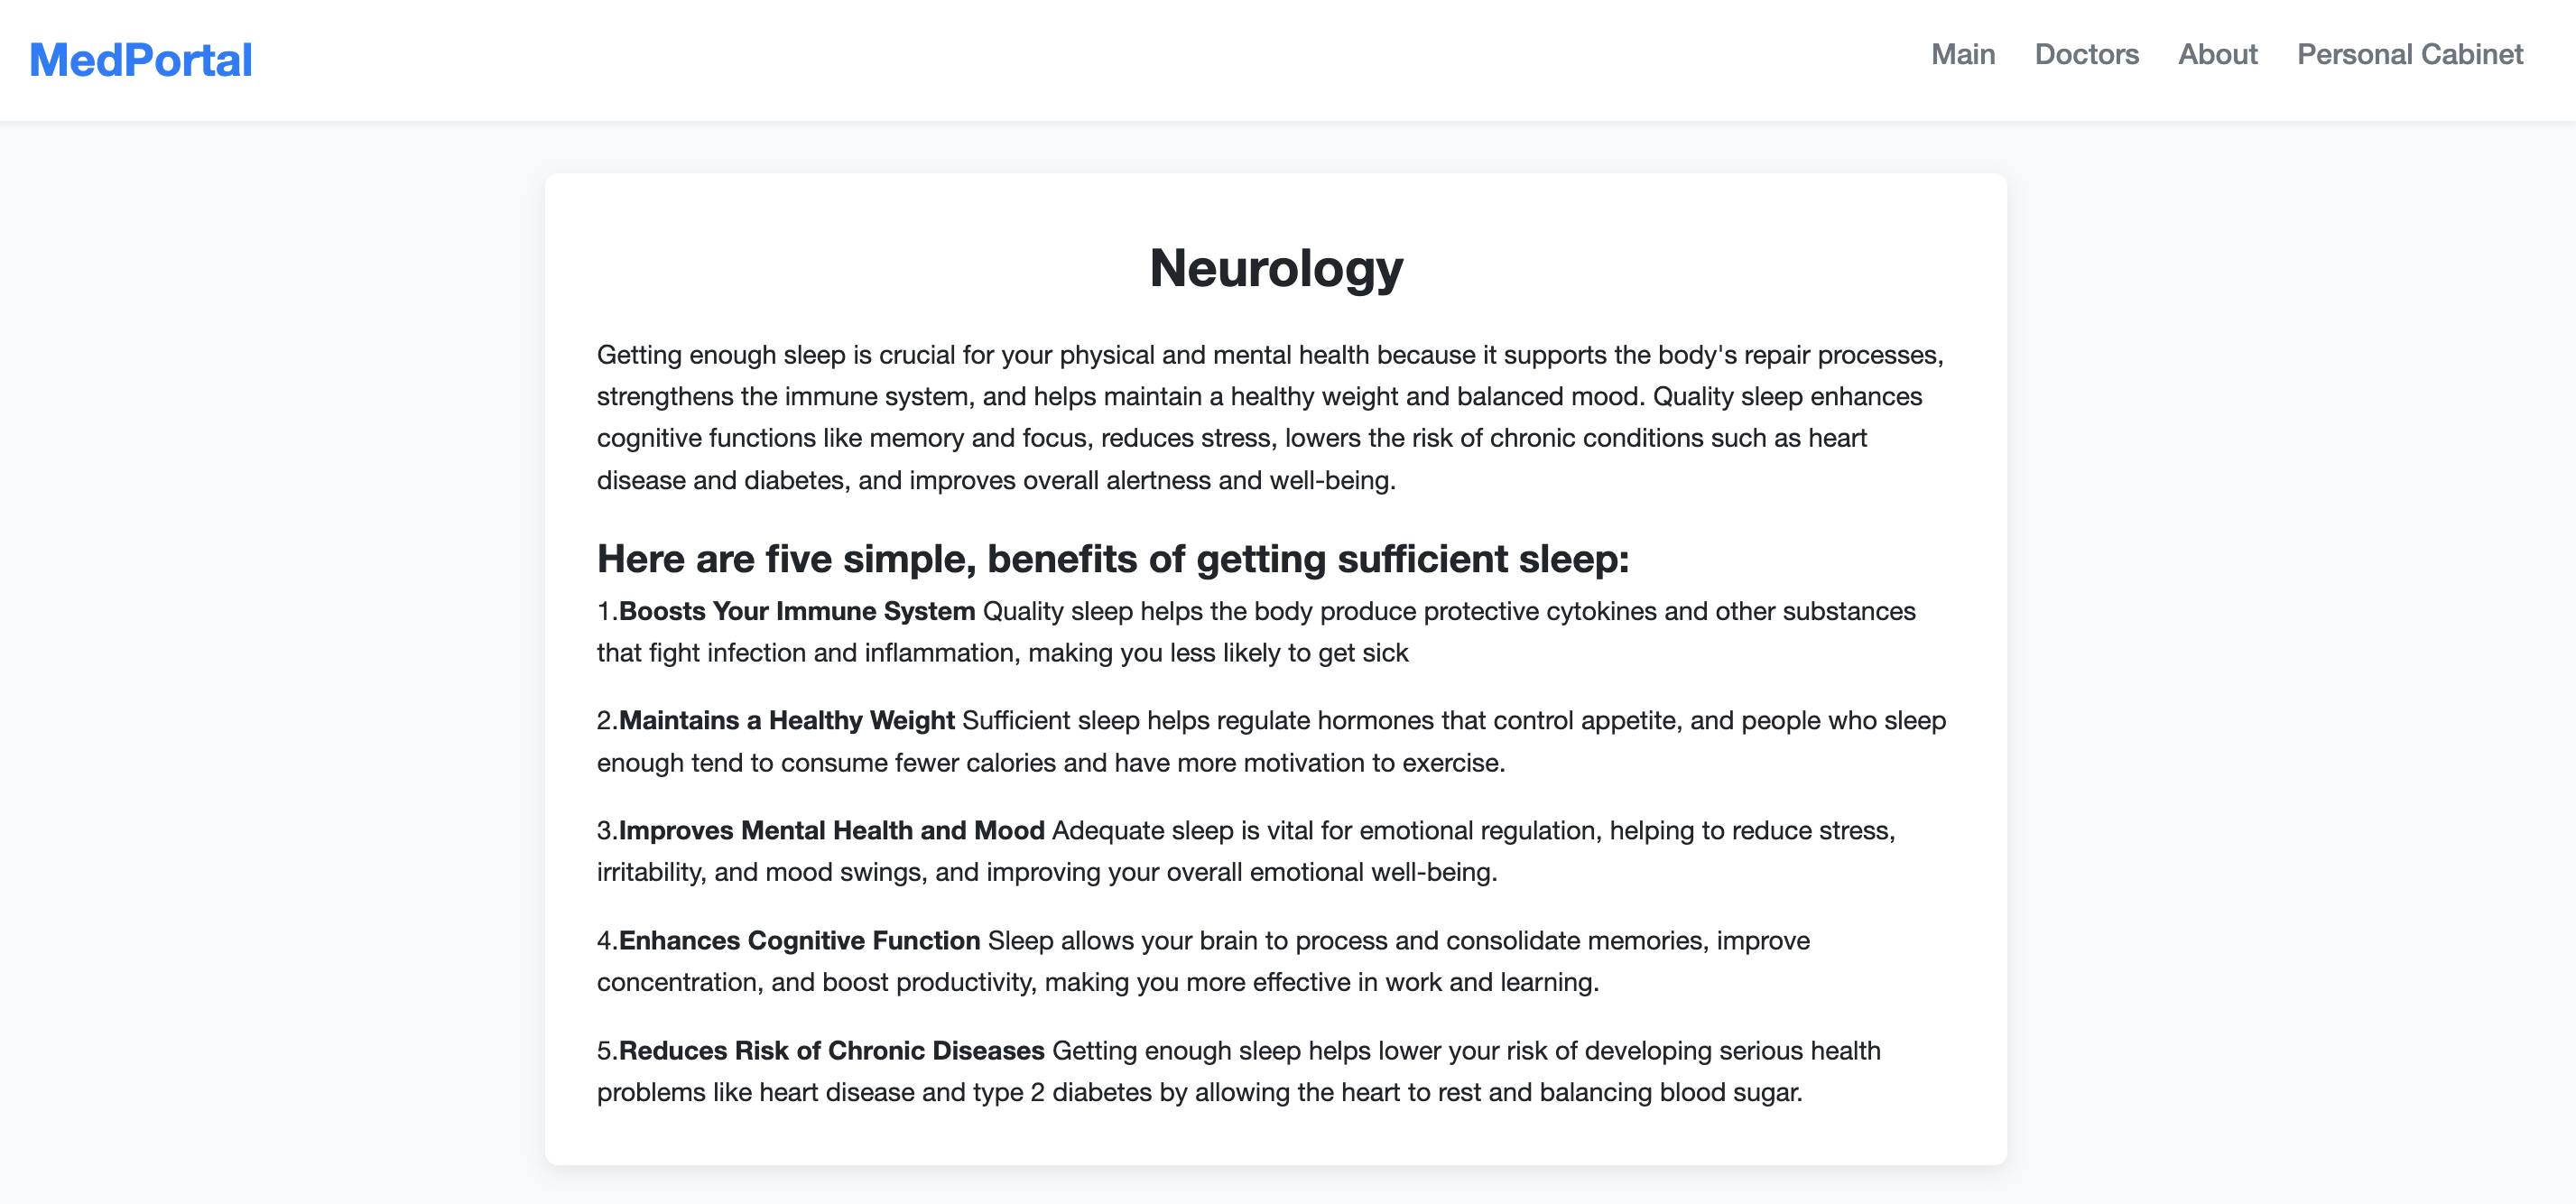 MedPortal
Main Doctors About Personal Cabinet
Neurology
Getting enough sleep is crucial for your physical and mental health because it supports the body's repair processes,
strengthens the immune system, and helps maintain a healthy weight and balanced mood. Quality sleep enhances
cognitive functions like memory and focus, reduces stress, lowers the risk of chronic conditions such as heart
disease and diabetes, and improves overall alertness and well-being.
Here are five simple, benefits of getting sufficient sleep:
1.Boosts Your Immune System Quality sleep helps the body produce protective cytokines and other substances
that fight infection and inflammation, making you less likely to get sick
2.Maintains a Healthy Weight Sufficient sleep helps regulate hormones that control appetite, and people who sleep
enough tend to consume fewer calories and have more motivation to exercise.
3.Improves Mental Health and Mood Adequate sleep is vital for emotional regulation, helping to reduce stress,
irritability, and mood swings, and improving your overall emotional well-being.
4.Enhances Cognitive Function Sleep allows your brain to process and consolidate memories, improve
concentration, and boost productivity, making you more effective in work and learning.
5.Reduces Risk of Chronic Diseases Getting enough sleep helps lower your risk of developing serious health
problems like heart disease and type 2 diabetes by allowing the heart to rest and balancing blood sugar.